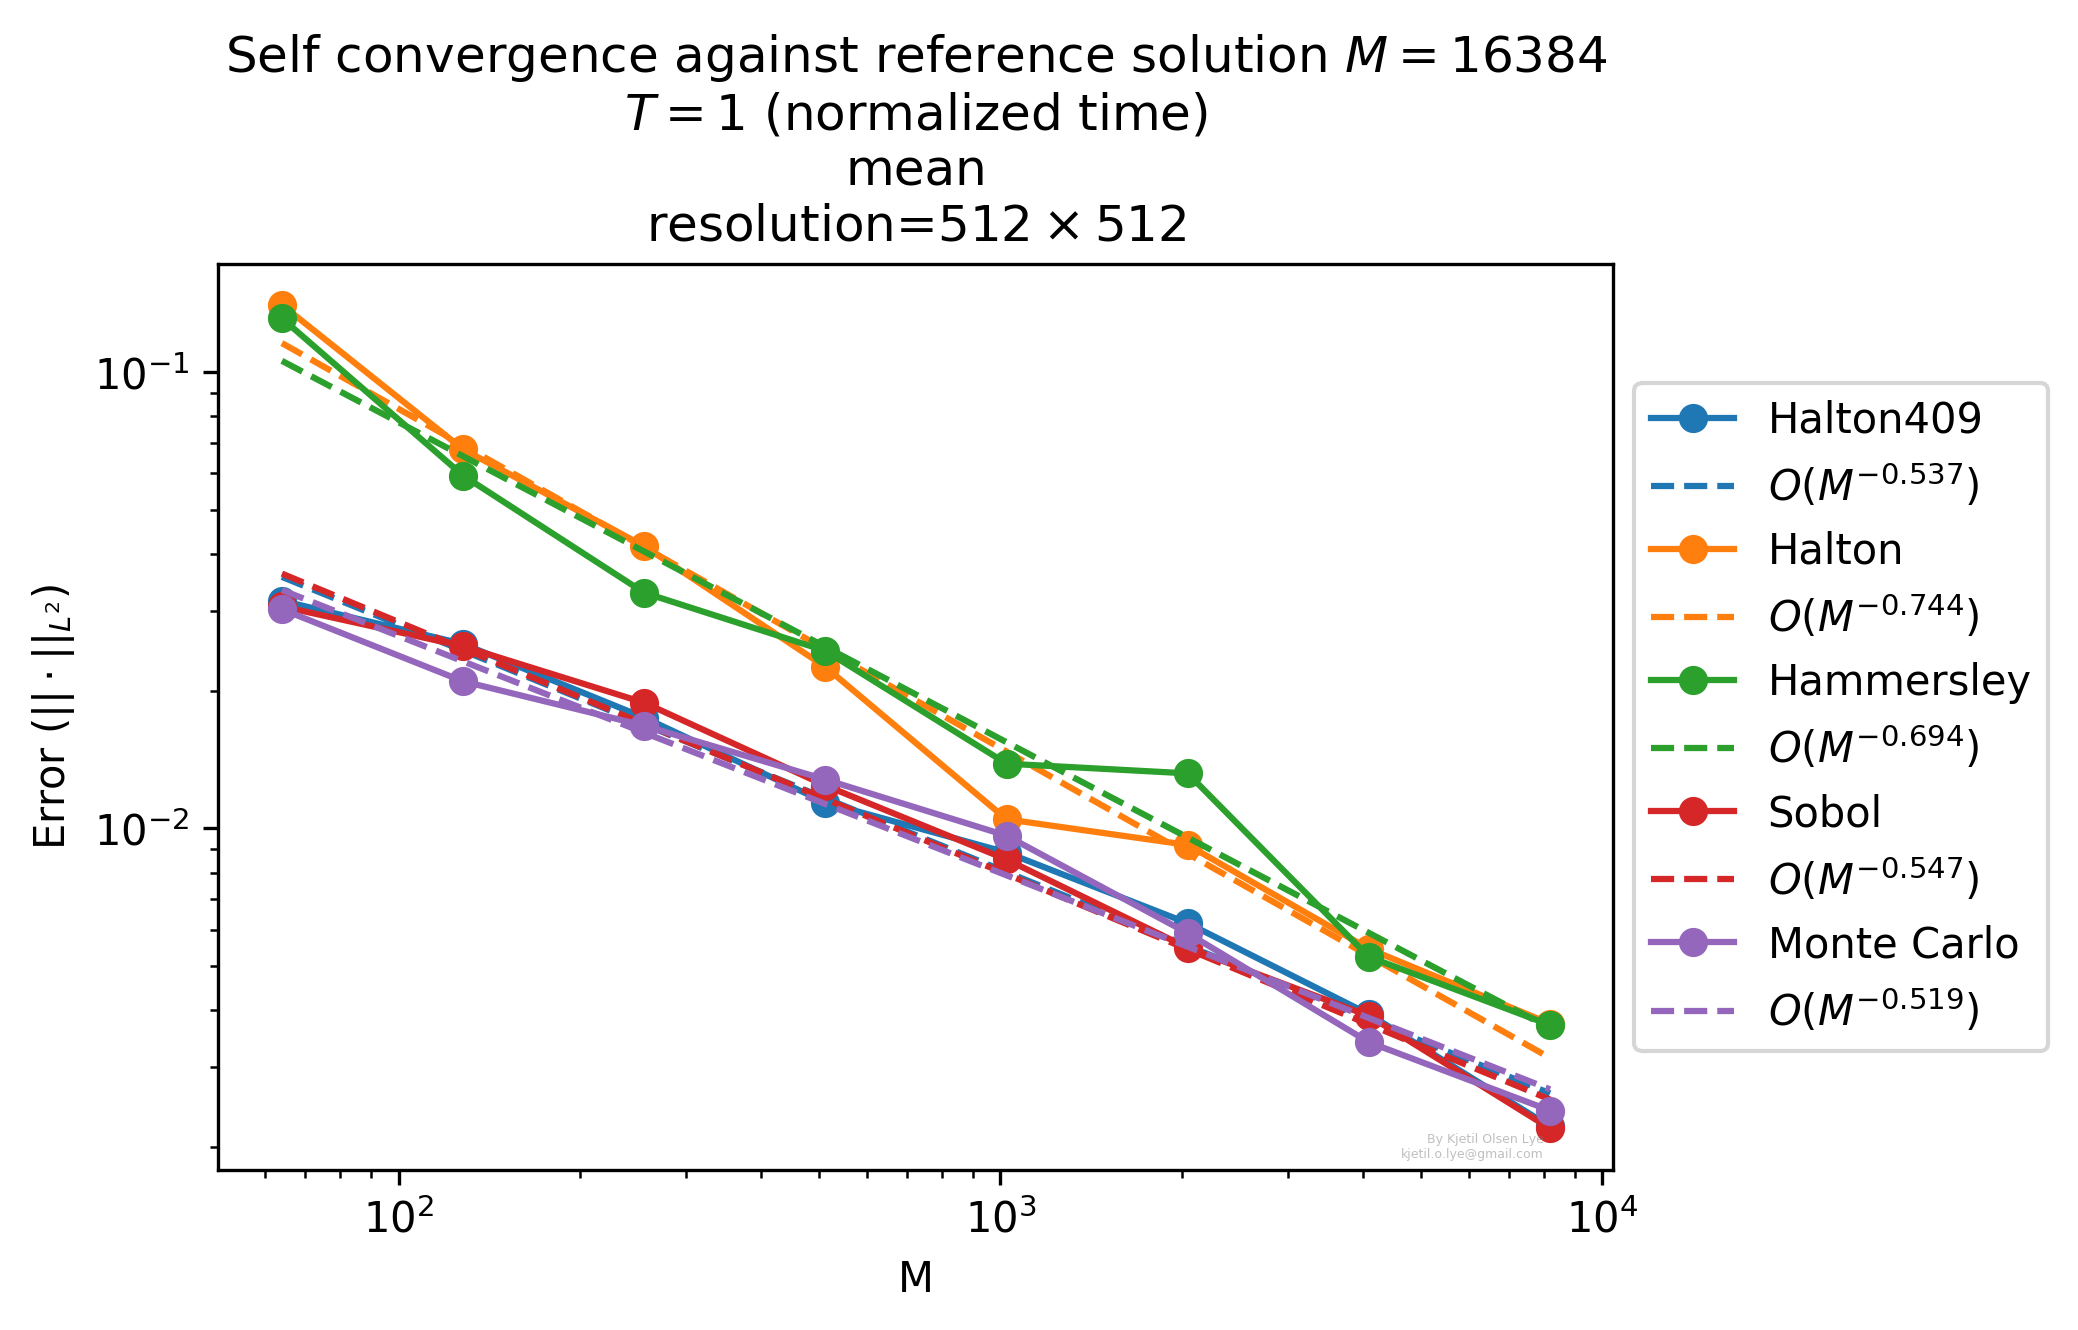 Self convergence against reference solution $M = 16384$
$T = 1$ (normalized time)
mean
resolution=$512 \times 512$
Error ($||\cdot||_{L^2}$)
$10^{-1}$
$10^{-2}$
$10^2$
$10^3$
$10^4$
M
Halton409
$O(M^{-0.537})$
Halton
$O(M^{-0.744})$
Hammersley
$O(M^{-0.694})$
Sobol
$O(M^{-0.547})$
Monte Carlo
$O(M^{-0.519})$
By Kjetil Olsen Lye
kjetil.o.lye@gmail.com